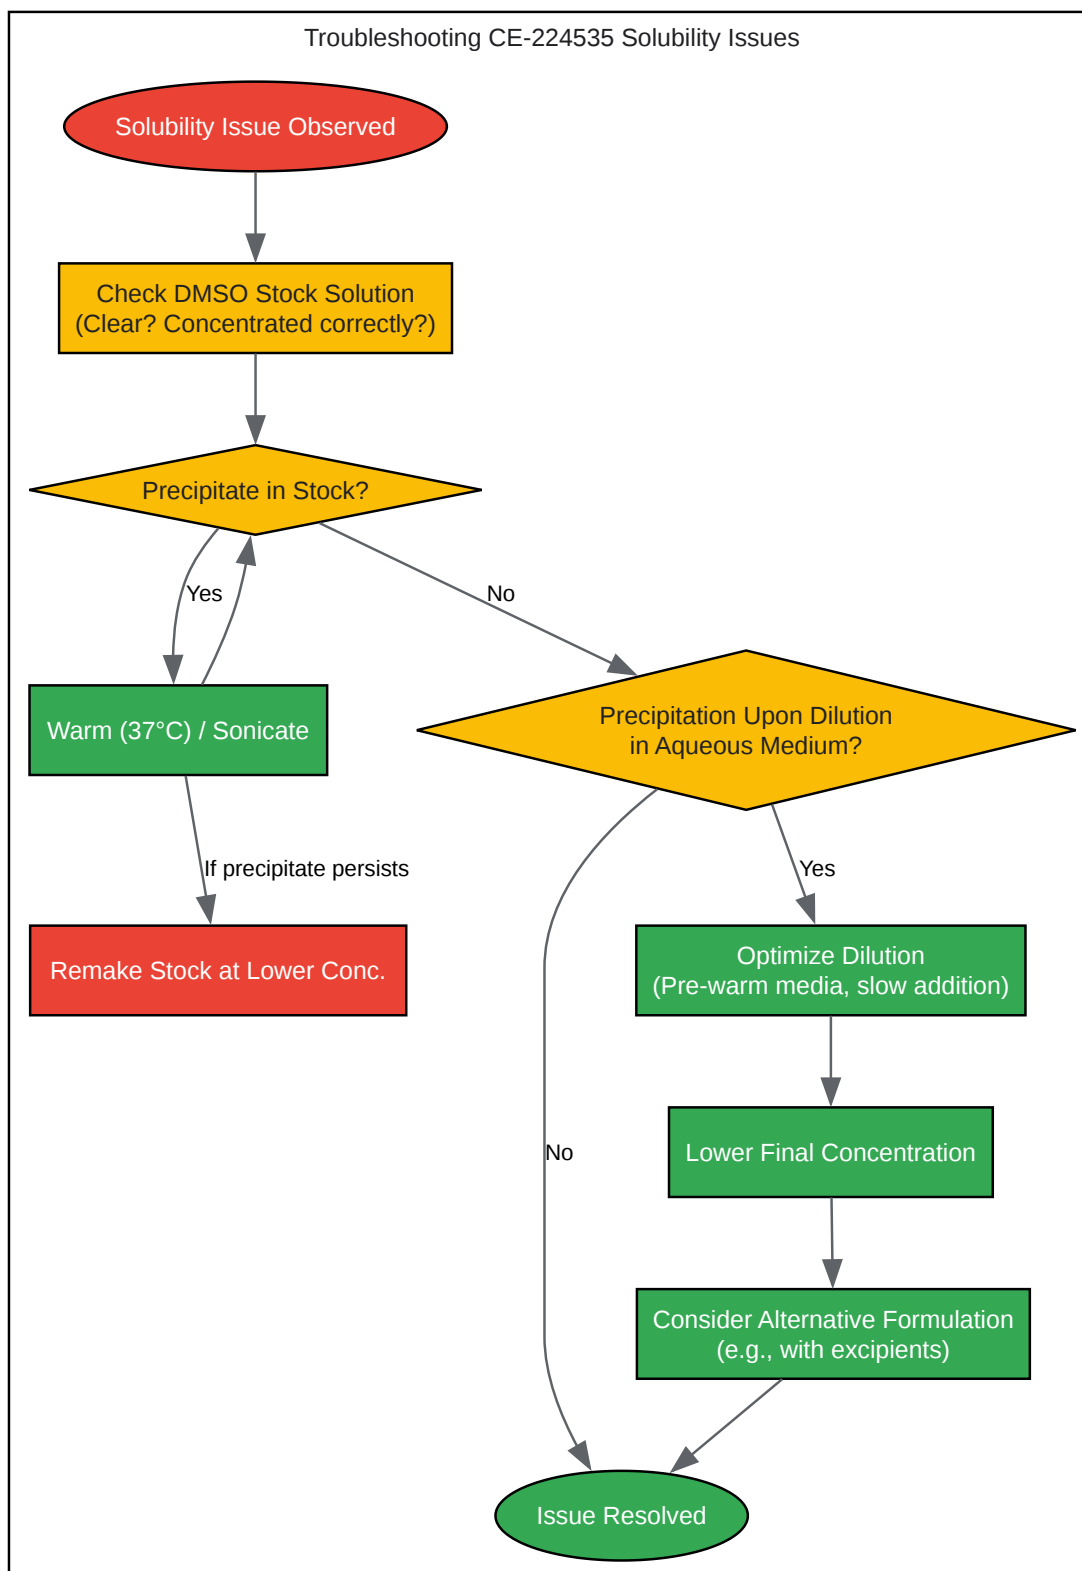 Troubleshooting CE-224535 Solubility Issues
Solubility Issue Observed
Check DMSO Stock Solution
(Clear? Concentrated correctly?)
Precipitate in Stock?
Yes
No
Warm (37°C) / Sonicate
Precipitation Upon Dilution
in Aqueous Medium?
If precipitate persists
Yes
Remake Stock at Lower Conc.
Optimize Dilution
(Pre-warm media, slow addition)
No
Lower Final Concentration
Consider Alternative Formulation
(e.g., with excipients)
Issue Resolved